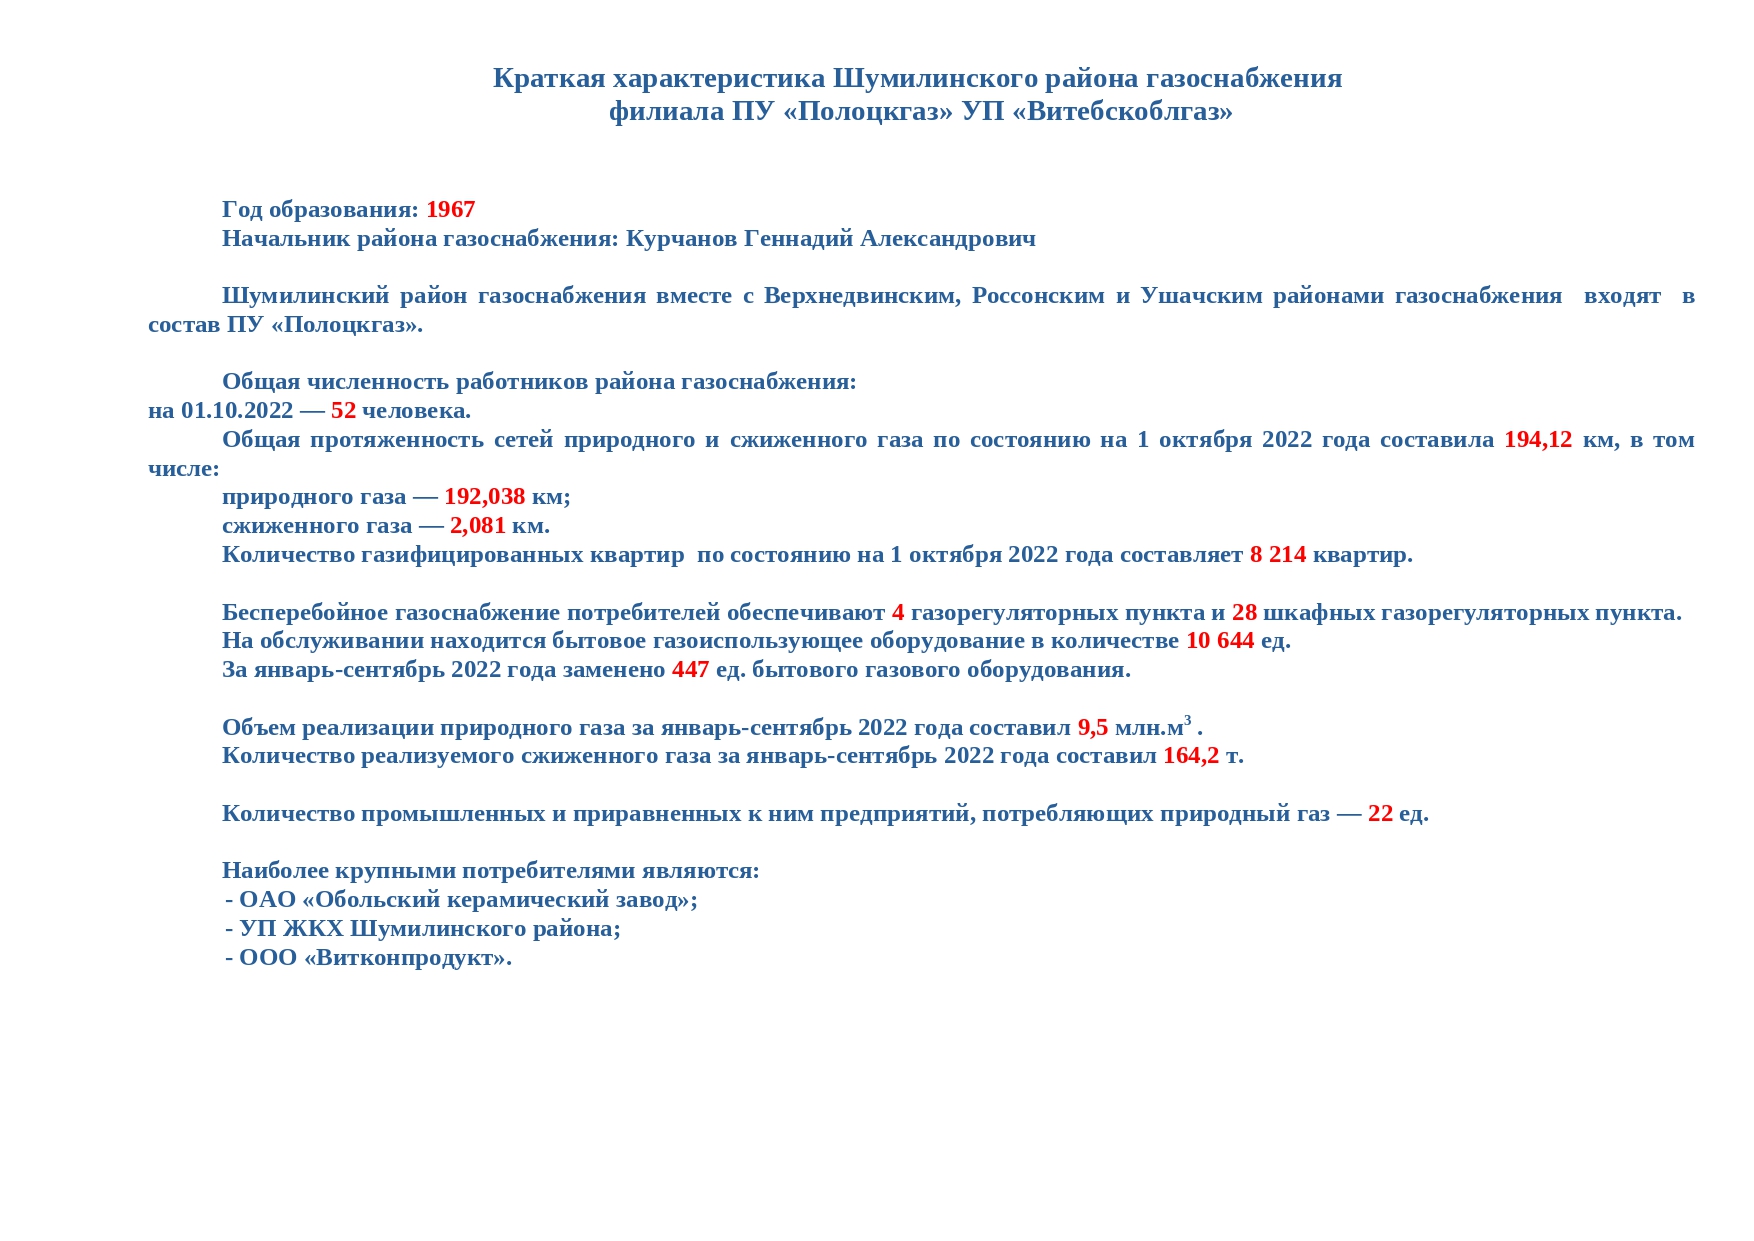 Краткая характеристика Шумилинского района газоснабжения
филиала ПУ «Полоцкгаз» УП «Витебскоблгаз»
Год образования: 1967
Начальник района газоснабжения: Курчанов Геннадий Александрович
Шумилинский район газоснабжения вместе с Верхнедвинским, Россонским и Ушачским районами газоснабжения входят в
состав ПУ «Полоцкгаз».
Общая численность работников района газоснабжения:
на 01.10.2022 — 52 человека.
Общая протяженность сетей природного и сжиженного газа по состоянию на 1 октября 2022 года составила 194,12 км, в том
числе:
природного газа — 192,038 км;
сжиженного газа — 2,081 км.
Количество газифицированных квартир по состоянию на 1 октября 2022 года составляет 8 214 квартир.
Бесперебойное газоснабжение потребителей обеспечивают 4 газорегуляторных пункта и 28 шкафных газорегуляторных пункта.
На обслуживании находится бытовое газоиспользующее оборудование в количестве 10 644 ед.
За январь-сентябрь 2022 года заменено 447 ед. бытового газового оборудования.
Объем реализации природного газа за январь-сентябрь 2022 года составил 9,5 млн.м³ .
Количество реализуемого сжиженного газа за январь-сентябрь 2022 года составил 164,2 т.
Количество промышленных и приравненных к ним предприятий, потребляющих природный газ — 22 ед.
Наиболее крупными потребителями являются:
- ОАО «Обольский керамический завод»;
- УП ЖКХ Шумилинского района;
- ООО «Витконпродукт».